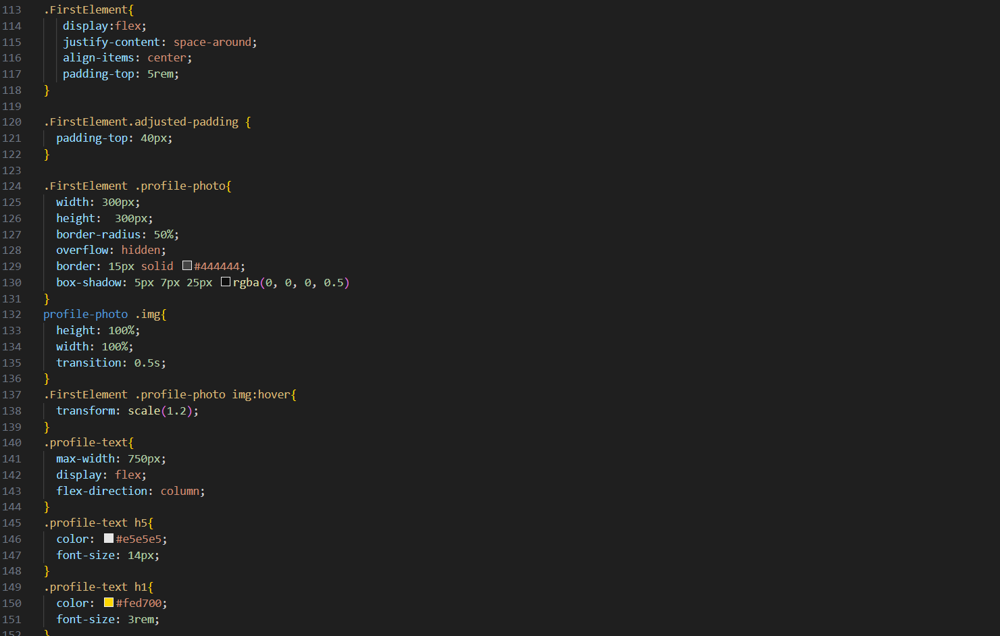 113 .FirstElement{
114 display:flex;
115 justify-content: space-around;
116 align-items: center;
117 padding-top: 5rem;
118 }
119
120 .FirstElement.adjusted-padding {
121 padding-top: 40px;
122 }
123
124 .FirstElement .profile-photo{
125 width: 300px;
126 height:  300px;
127 border-radius: 50%;
128 overflow: hidden;
129 border: 15px solid #444444;
130 box-shadow: 5px 7px 25px rgba(0, 0, 0, 0.5)
131 }
132 profile-photo .img{
133 height: 100%;
134 width: 100%;
135 transition: 0.5s;
136 }
137 .FirstElement .profile-photo img:hover{
138 transform: scale(1.2);
139 }
140 .profile-text{
141 max-width: 750px;
142 display: flex;
143 flex-direction: column;
144 }
145 .profile-text h5{
146 color: #e5e5e5;
147 font-size: 14px;
148 }
149 .profile-text h1{
150 color: #fed700;
151 font-size: 3rem;
152 }